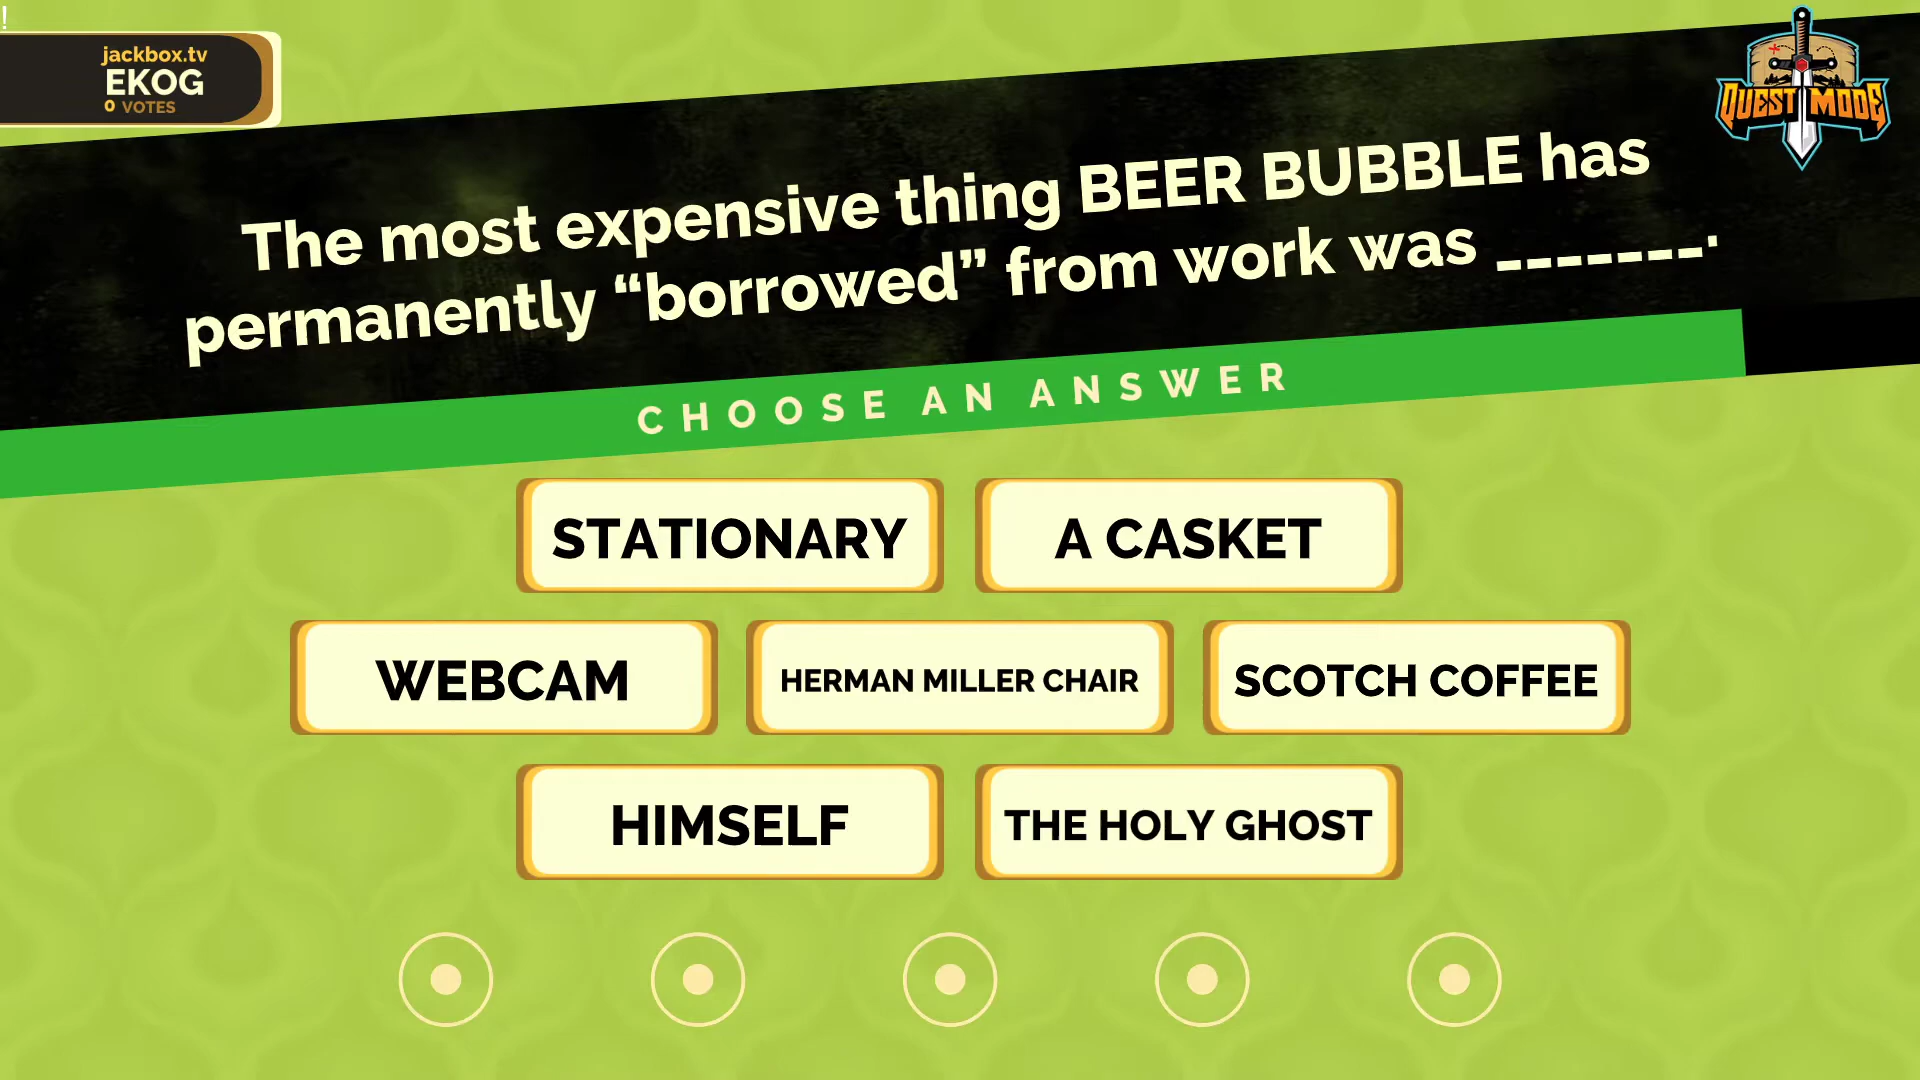 !
jackbox.tv
EKOG
0 VOTES
QUEST MODE
The most expensive thing BEER BUBBLE has
permanently “borrowed” from work was _______.
CHOOSE AN ANSWER
STATIONARY
A CASKET
WEBCAM
HERMAN MILLER CHAIR
SCOTCH COFFEE
HIMSELF
THE HOLY GHOST